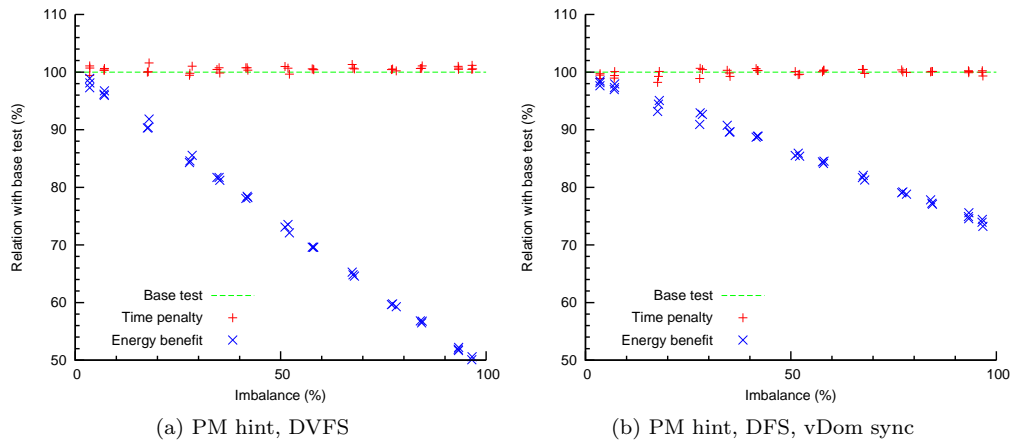 110
100
90
80
70
60
50
Relation with base test (%)
Base test
Time penalty
Energy benefit
0
50
100
Imbalance (%)
(a) PM hint, DVFS
110
100
90
80
70
60
50
Relation with base test (%)
Base test
Time penalty
Energy benefit
0
50
100
Imbalance (%)
(b) PM hint, DFS, vDom sync